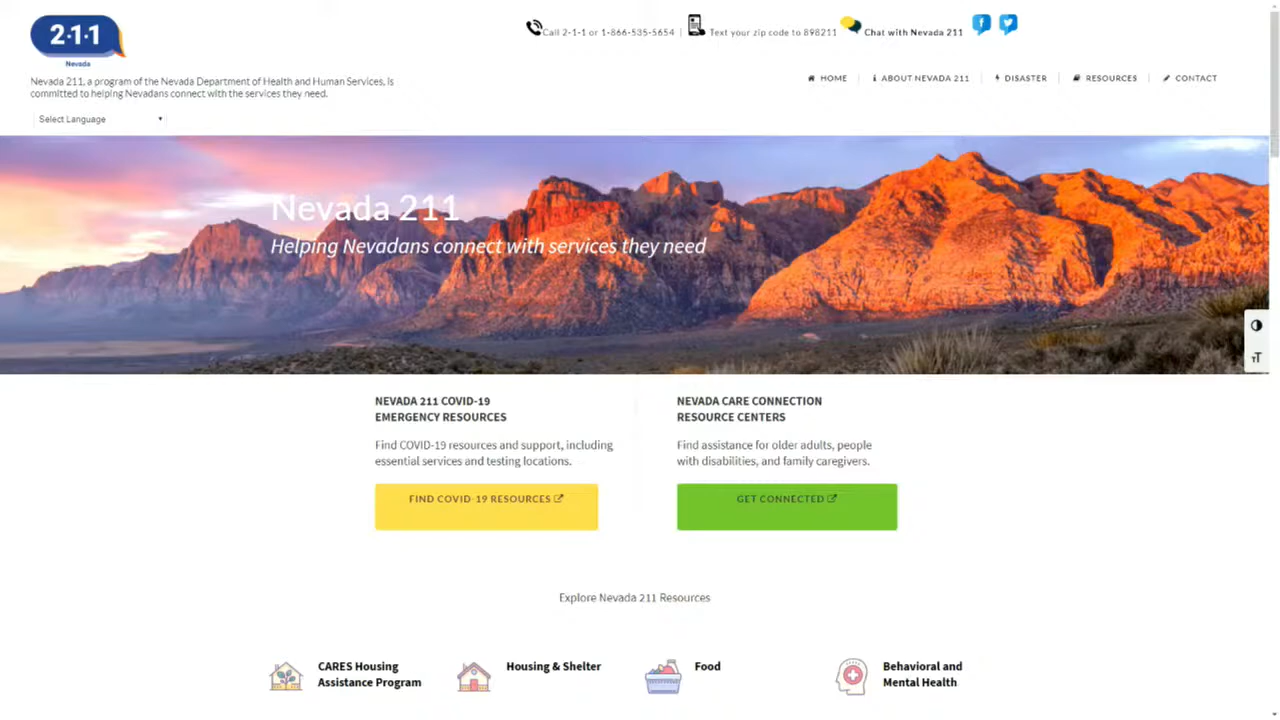 2·1·1
Nevada
Call 2-1-1 or 1-866-535-5654 | Text your zip code to 898211 Chat with Nevada 211
Nevada 211, a program of the Nevada Department of Health and Human Services, is
committed to helping Nevadans connect with the services they need.
HOME ABOUT NEVADA 211 DISASTER RESOURCES CONTACT
Select Language
Nevada 211
Helping Nevadans connect with services they need
NEVADA 211 COVID-19
EMERGENCY RESOURCES
Find COVID-19 resources and support, including
essential services and testing locations.
FIND COVID-19 RESOURCES
NEVADA CARE CONNECTION
RESOURCE CENTERS
Find assistance for older adults, people
with disabilities, and family caregivers.
GET CONNECTED
Explore Nevada 211 Resources
CARES Housing
Assistance Program
Housing & Shelter
Food
Behavioral and
Mental Health